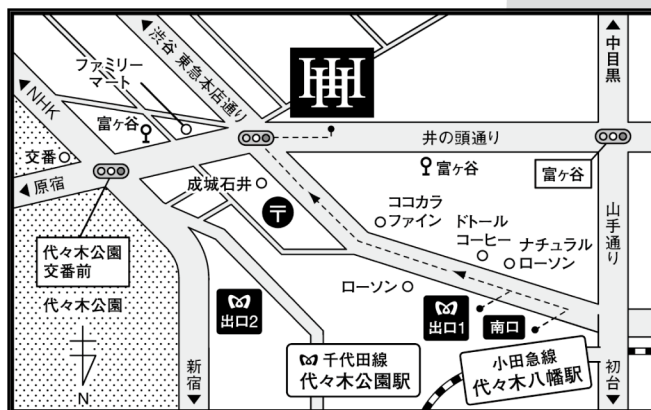 渋谷 東急本店通り
ファミリー
マート
NHK
富ヶ谷
交番
原宿
代々木公園
交番前
代々木公園
N
成城石井
〒
HH
井の頭通り
富ヶ谷
中目黒
富ヶ谷
山手通り
ココカラ
ファイン
ドトール
コーヒー
ナチュラル
ローソン
ローソン
出口2
出口1
南口
新宿
千代田線
代々木公園駅
小田急線
代々木八幡駅
初台